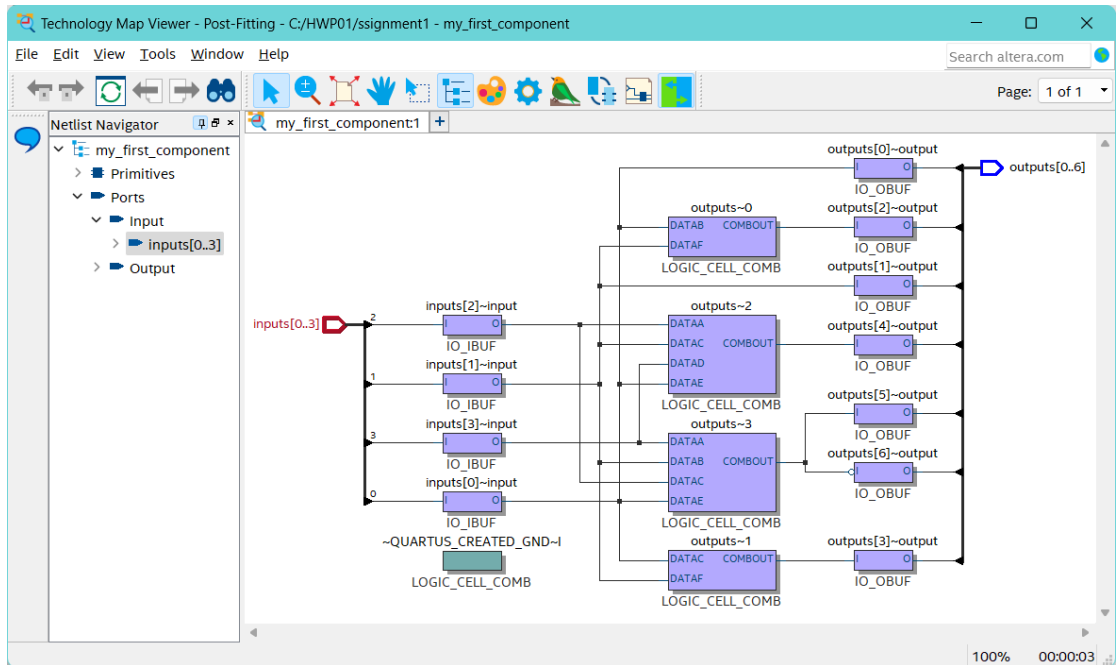 Technology Map Viewer - Post-Fitting - C:/HWP01/ssignment1 - my_first_component
File Edit View Tools Window Help
Search altera.com
Page: 1 of 1
Netlist Navigator
my_first_component:1
my_first_component
Primitives
Ports
Input
inputs[0..3]
Output
outputs[0]~output
I O
IO_OBUF
outputs[0..6]
outputs~0
DATAB COMBOUT
DATAF
LOGIC_CELL_COMB
outputs[2]~output
I O
IO_OBUF
outputs[1]~output
I O
IO_OBUF
inputs[0..3]
2
1
3
0
inputs[2]~input
I O
IO_IBUF
inputs[1]~input
I O
IO_IBUF
inputs[3]~input
I O
IO_IBUF
inputs[0]~input
I O
IO_IBUF
~QUARTUS_CREATED_GND~I
LOGIC_CELL_COMB
outputs~2
DATAA
DATAC COMBOUT
DATAD
DATAE
LOGIC_CELL_COMB
outputs[4]~output
I O
IO_OBUF
outputs~3
DATAA
DATAB COMBOUT
DATAC
DATAE
LOGIC_CELL_COMB
outputs[5]~output
I O
IO_OBUF
outputs[6]~output
I O
IO_OBUF
outputs~1
DATAC COMBOUT
DATAF
LOGIC_CELL_COMB
outputs[3]~output
I O
IO_OBUF
100% 00:00:03